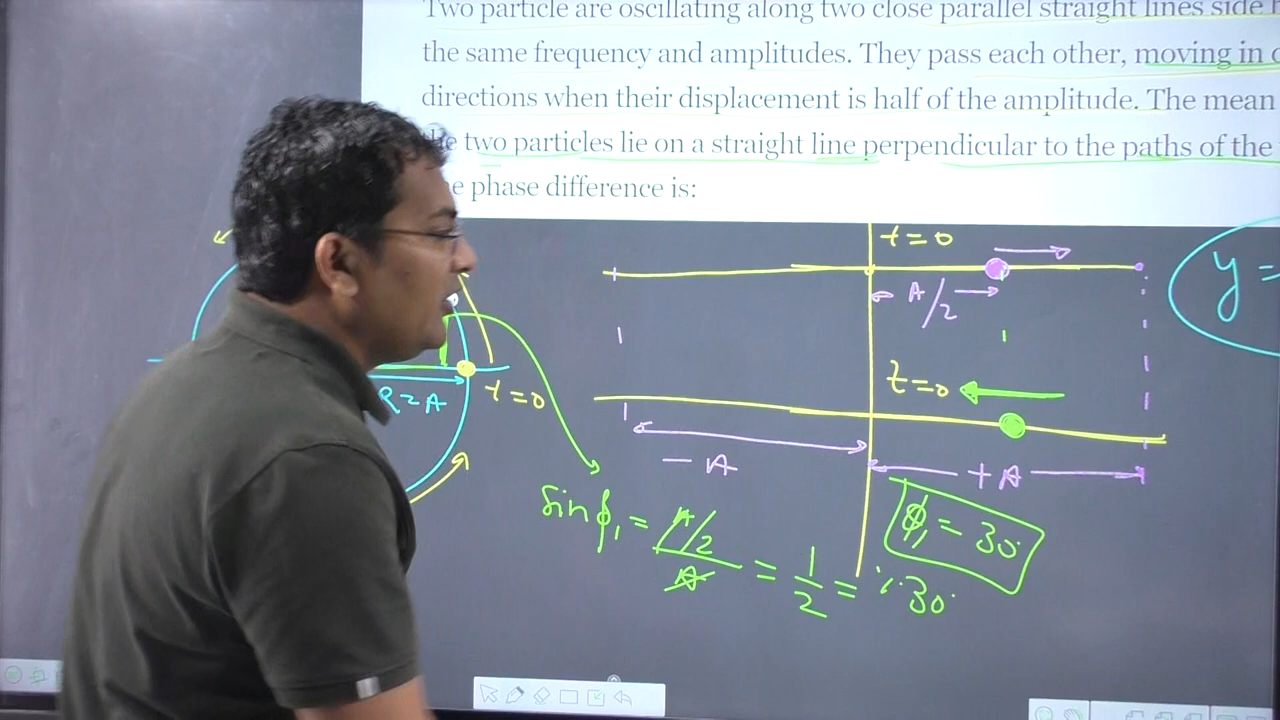 Two particle are oscillating along two close parallel straight lines side
the same frequency and amplitudes. They pass each other, moving in
directions when their displacement is half of the amplitude. The mean
two particles lie on a straight line perpendicular to the paths of the
phase difference is:
t = 0
A/2
y =
t = 0
R = A
t = 0
- A
+ A
sin ϕ₁ = A/2 / A = 1/2 = 30°
ϕ₁ = 30°